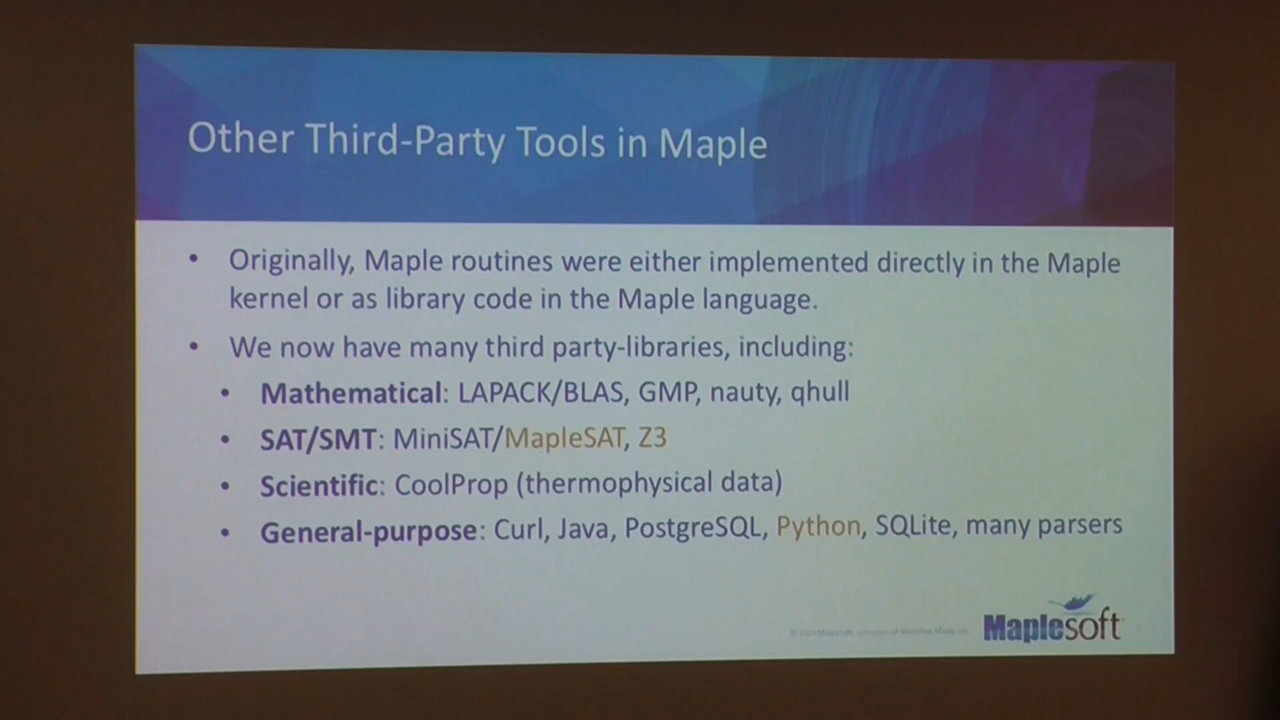 Other Third-Party Tools in Maple
• Originally, Maple routines were either implemented directly in the Maple
kernel or as library code in the Maple language.
• We now have many third party-libraries, including:
• Mathematical: LAPACK/BLAS, GMP, nauty, qhull
• SAT/SMT: MiniSAT/MapleSAT, Z3
• Scientific: CoolProp (thermophysical data)
• General-purpose: Curl, Java, PostgreSQL, Python, SQLite, many parsers
Maplesoft